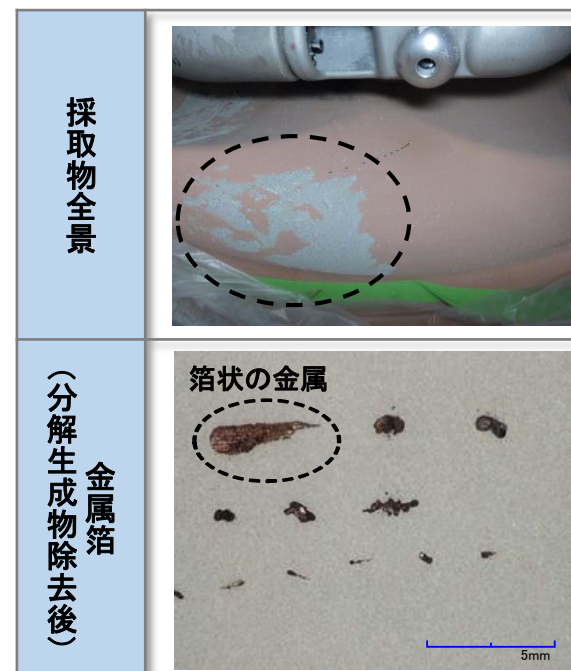 採取物全景
金属箔
（分解生成物除去後）
箔状の金属
5mm